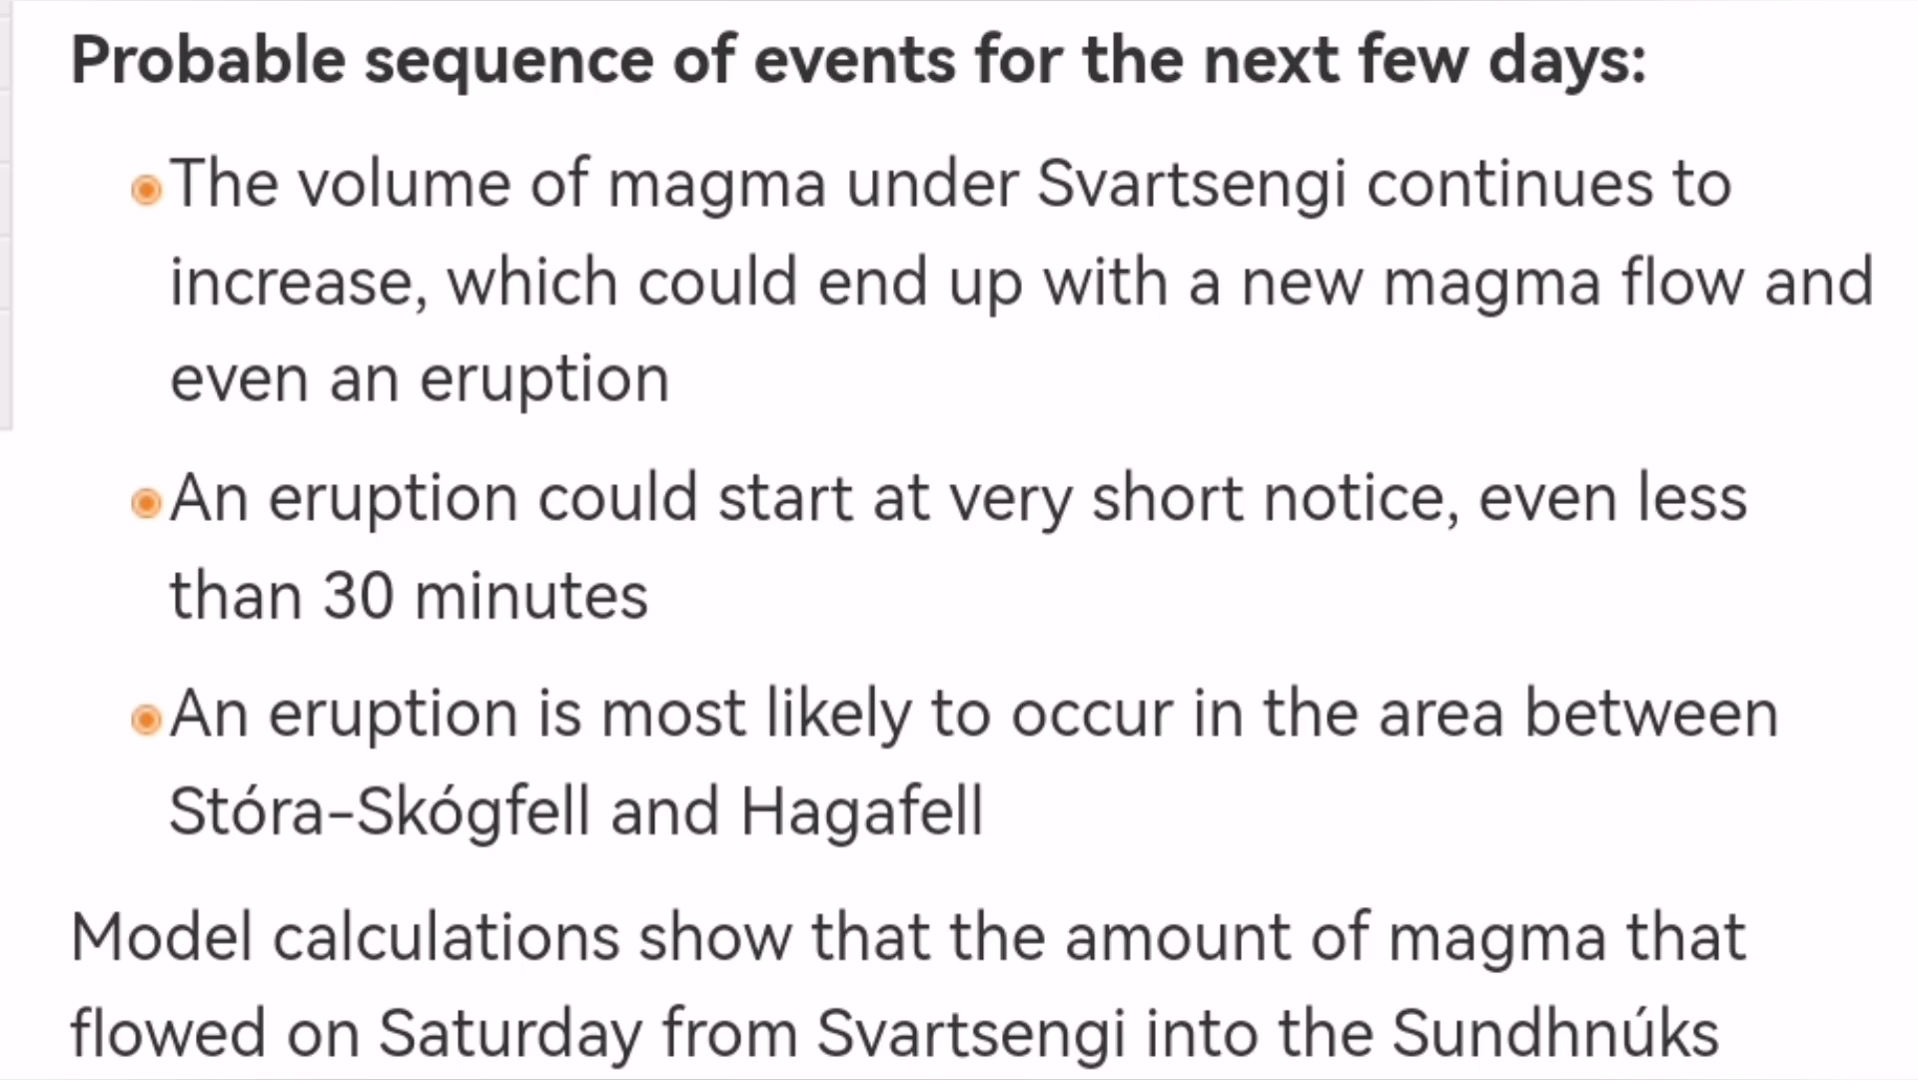 Probable sequence of events for the next few days:
The volume of magma under Svartsengi continues to
increase, which could end up with a new magma flow and
even an eruption
An eruption could start at very short notice, even less
than 30 minutes
An eruption is most likely to occur in the area between
Stóra-Skógfell and Hagafell
Model calculations show that the amount of magma that
flowed on Saturday from Svartsengi into the Sundhnúks